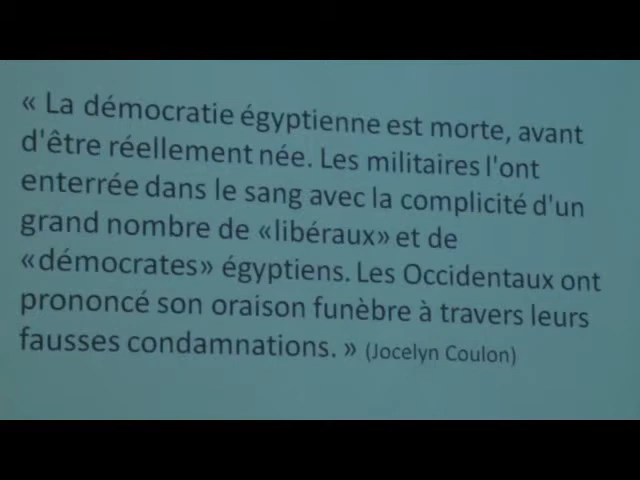 « La démocratie égyptienne est morte, avant
d'être réellement née. Les militaires l'ont
enterrée dans le sang avec la complicité d'un
grand nombre de «libéraux» et de
«démocrates» égyptiens. Les Occidentaux ont
prononcé son oraison funèbre à travers leurs
fausses condamnations. » (Jocelyn Coulon)